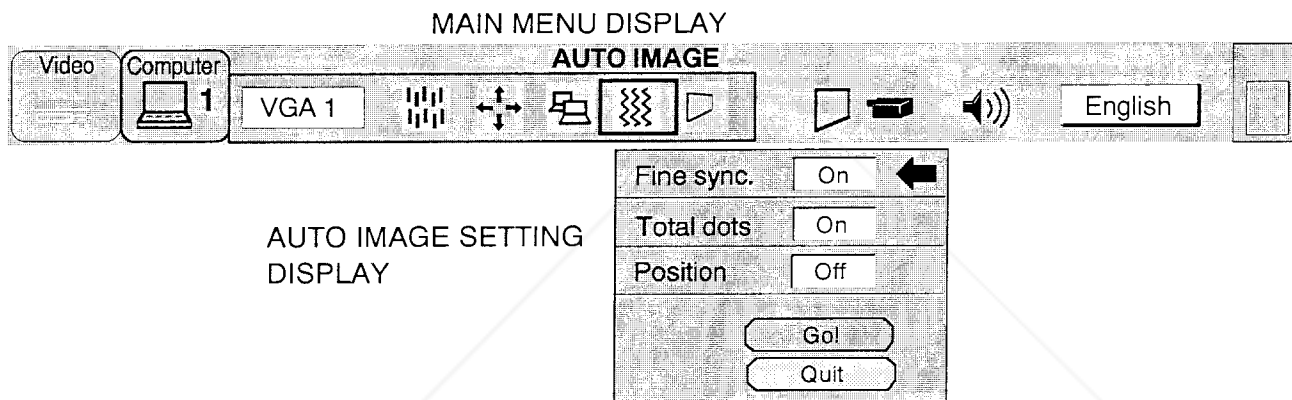 MAIN MENU DISPLAY
AUTO IMAGE
Video
Computer
1
VGA 1
English
Fine sync. On
Total dots On
Position Off
AUTO IMAGE SETTING
DISPLAY
Go!
Quit